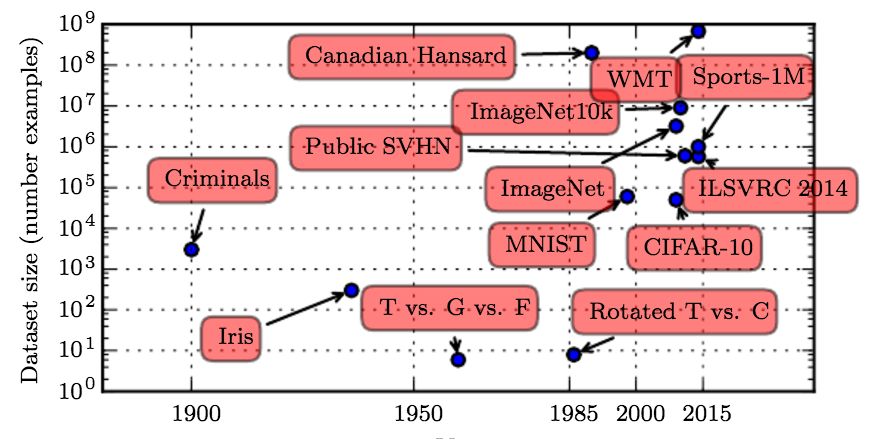 10⁹
10⁸
10⁷
10⁶
10⁵
10⁴
10³
10²
10¹
10⁰
Dataset size (number examples)
Canadian Hansard
WMT
Sports-1M
ImageNet10k
Public SVHN
Criminals
ImageNet
ILSVRC 2014
MNIST
CIFAR-10
T vs. G vs. F
Rotated T vs. C
Iris
1900 1950 1985 2000 2015